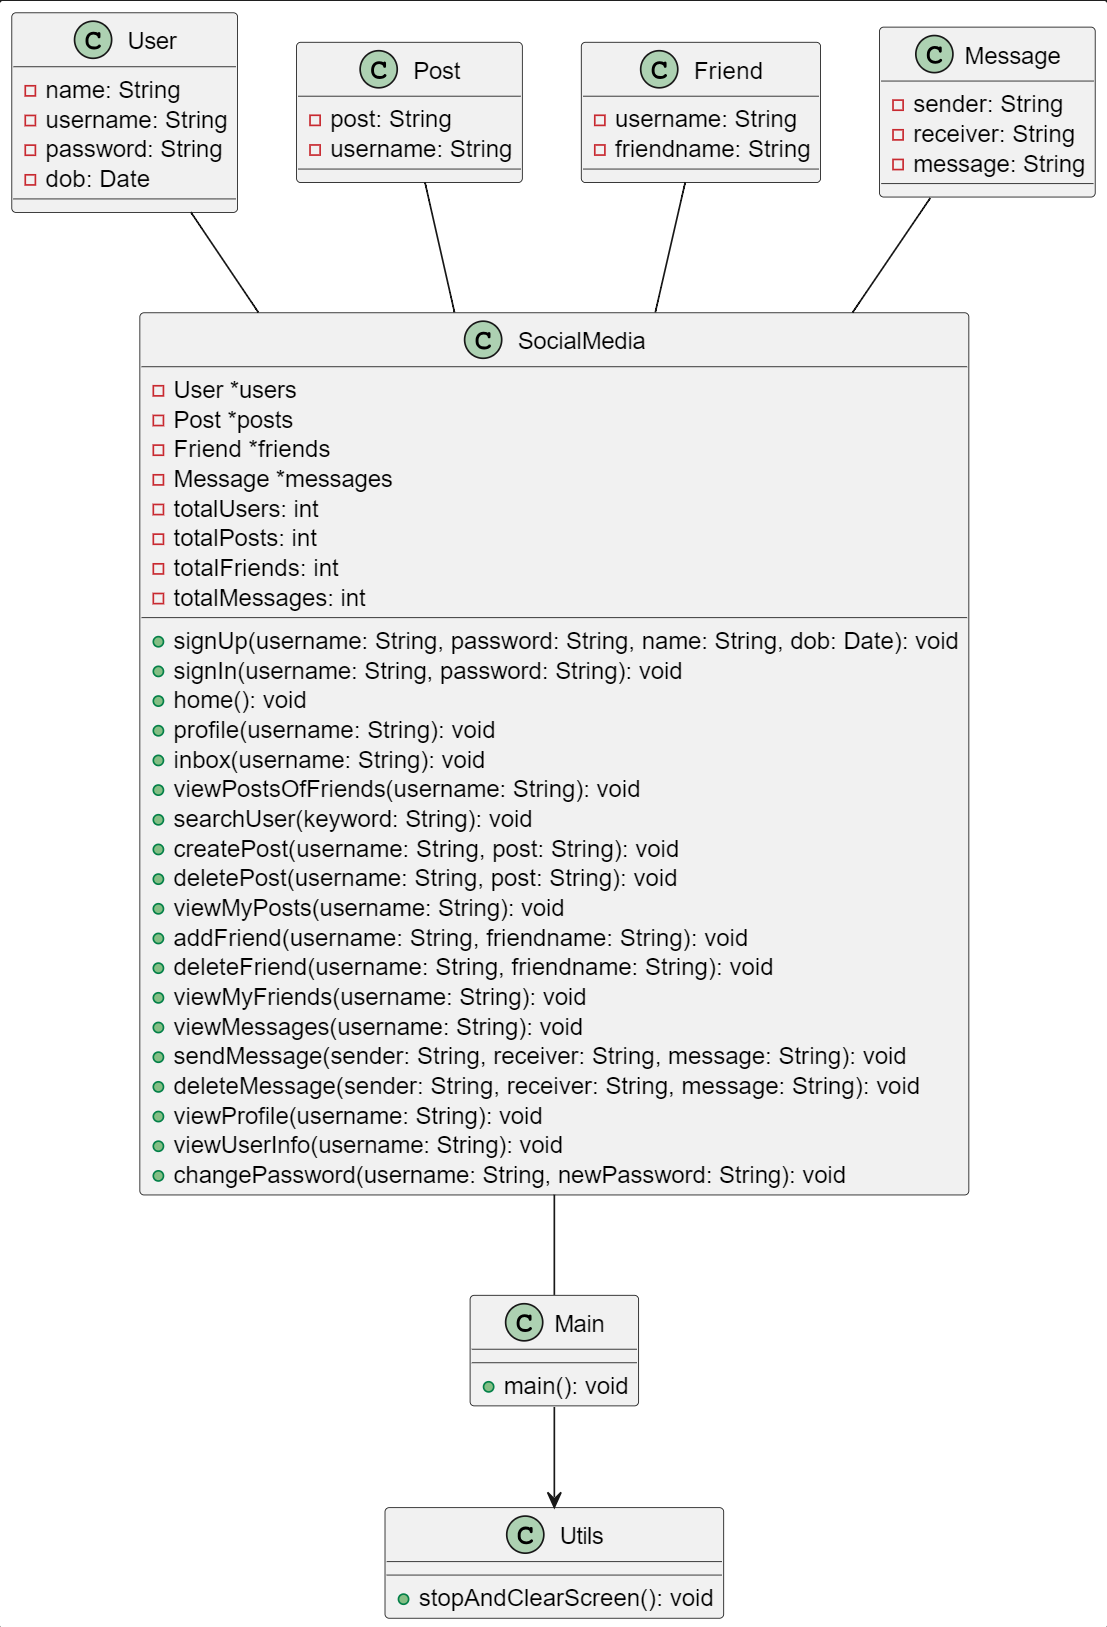 C User
name: String
username: String
password: String
dob: Date
C Post
post: String
username: String
C Friend
username: String
friendname: String
C Message
sender: String
receiver: String
message: String
C SocialMedia
User *users
Post *posts
Friend *friends
Message *messages
totalUsers: int
totalPosts: int
totalFriends: int
totalMessages: int
signUp(username: String, password: String, name: String, dob: Date): void
signIn(username: String, password: String): void
home(): void
profile(username: String): void
inbox(username: String): void
viewPostsOfFriends(username: String): void
searchUser(keyword: String): void
createPost(username: String, post: String): void
deletePost(username: String, post: String): void
viewMyPosts(username: String): void
addFriend(username: String, friendname: String): void
deleteFriend(username: String, friendname: String): void
viewMyFriends(username: String): void
viewMessages(username: String): void
sendMessage(sender: String, receiver: String, message: String): void
deleteMessage(sender: String, receiver: String, message: String): void
viewProfile(username: String): void
viewUserInfo(username: String): void
changePassword(username: String, newPassword: String): void
C Main
main(): void
C Utils
stopAndClearScreen(): void